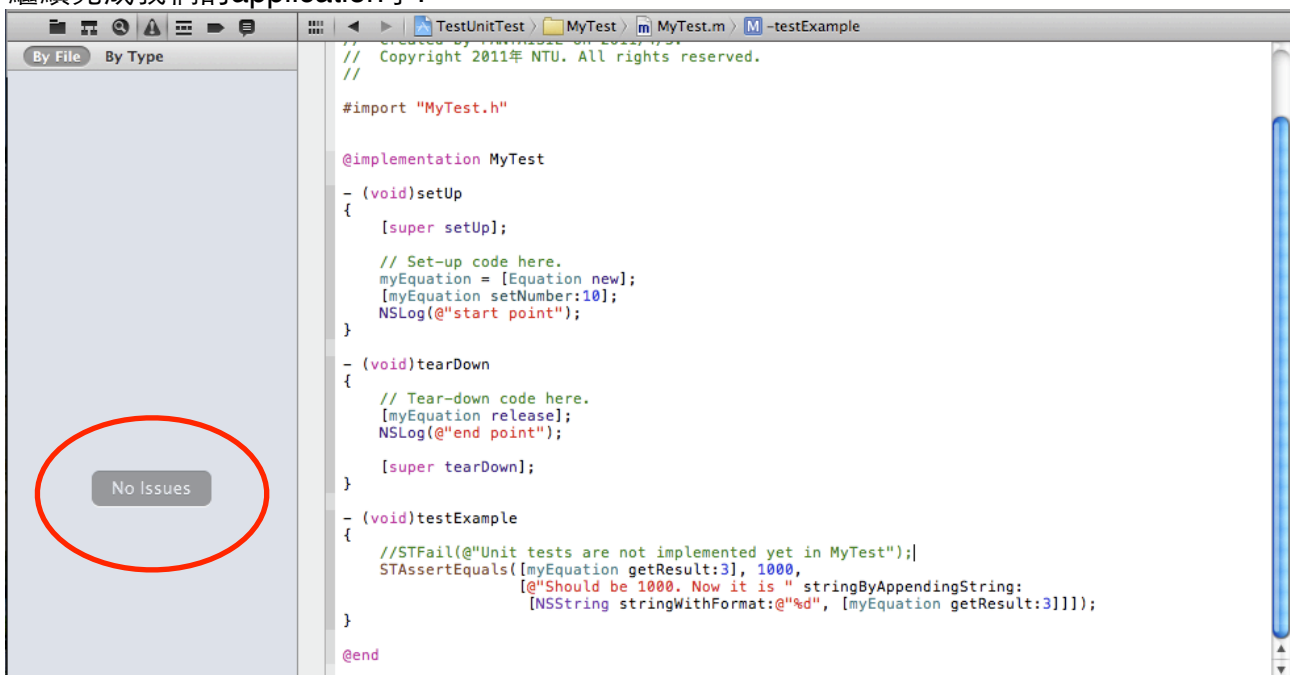 By File By Type
TestUnitTest MyTest m MyTest.m M -testExample
// Copyright 2011年 NTU. All rights reserved.
//
#import "MyTest.h"
@implementation MyTest
- (void)setUp
{
[super setUp];
// Set-up code here.
myEquation = [Equation new];
[myEquation setNumber:10];
NSLog(@"start point");
}
- (void)tearDown
{
// Tear-down code here.
[myEquation release];
NSLog(@"end point");
[super tearDown];
}
No Issues
- (void)testExample
{
//STFail(@"Unit tests are not implemented yet in MyTest");
STAssertEquals([myEquation getResult:3], 1000,
[@"Should be 1000. Now it is " stringByAppendingString:
[NSString stringWithFormat:@"%d", [myEquation getResult:3]]]);
}
@end